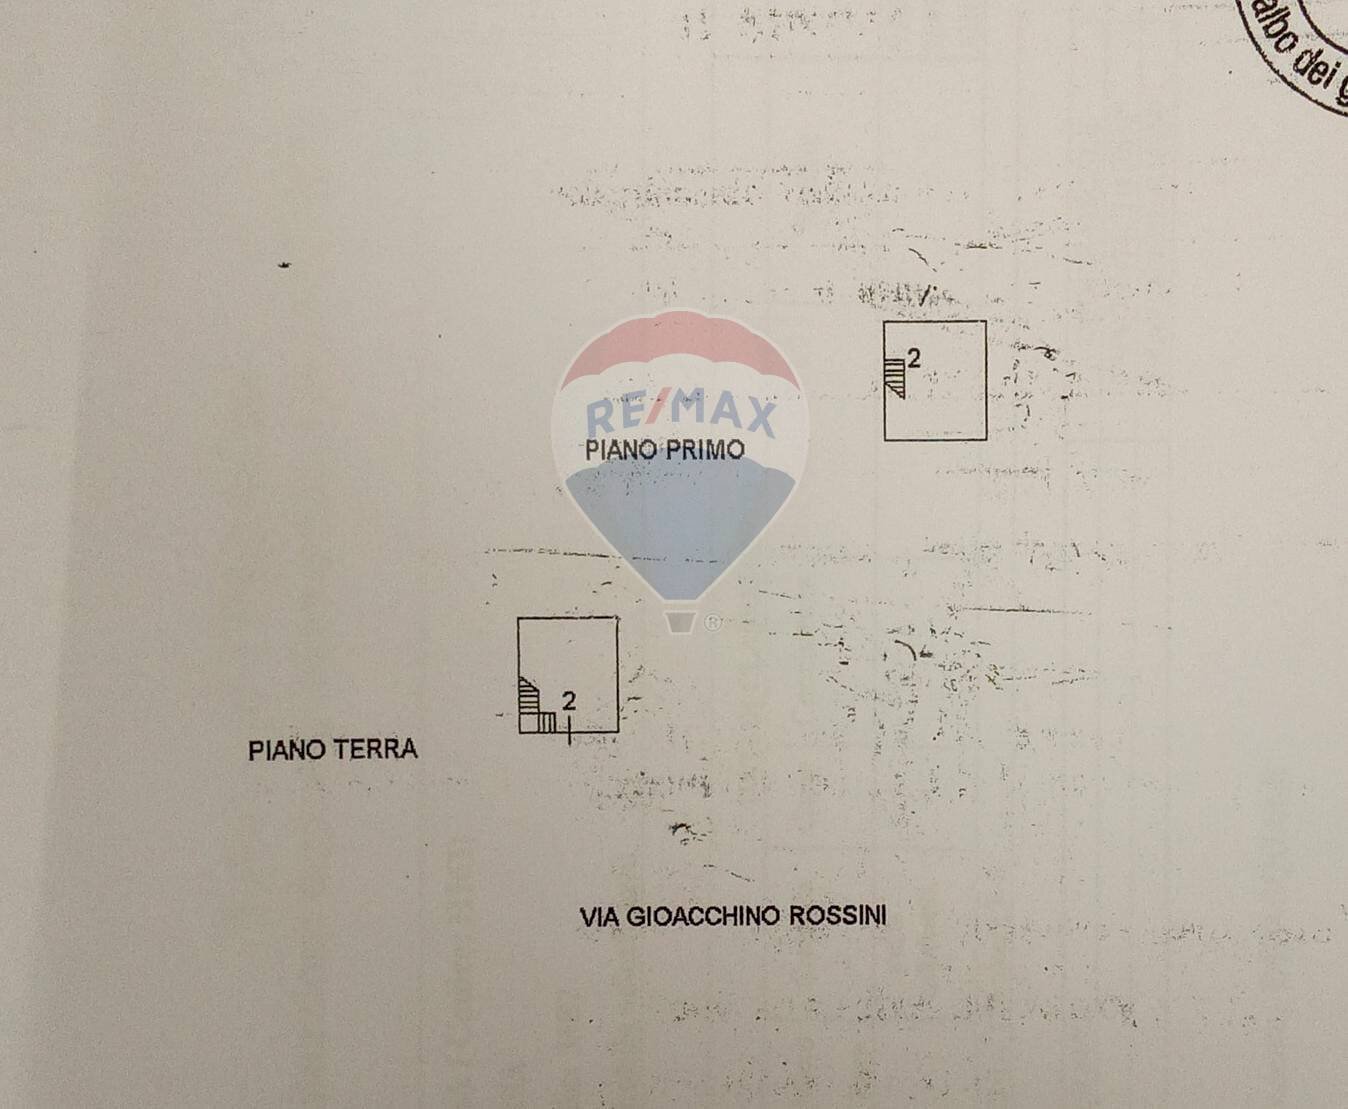 albo dei g
2
RE/MAX
PIANO PRIMO
®
2
PIANO TERRA
VIA GIOACCHINO ROSSINI